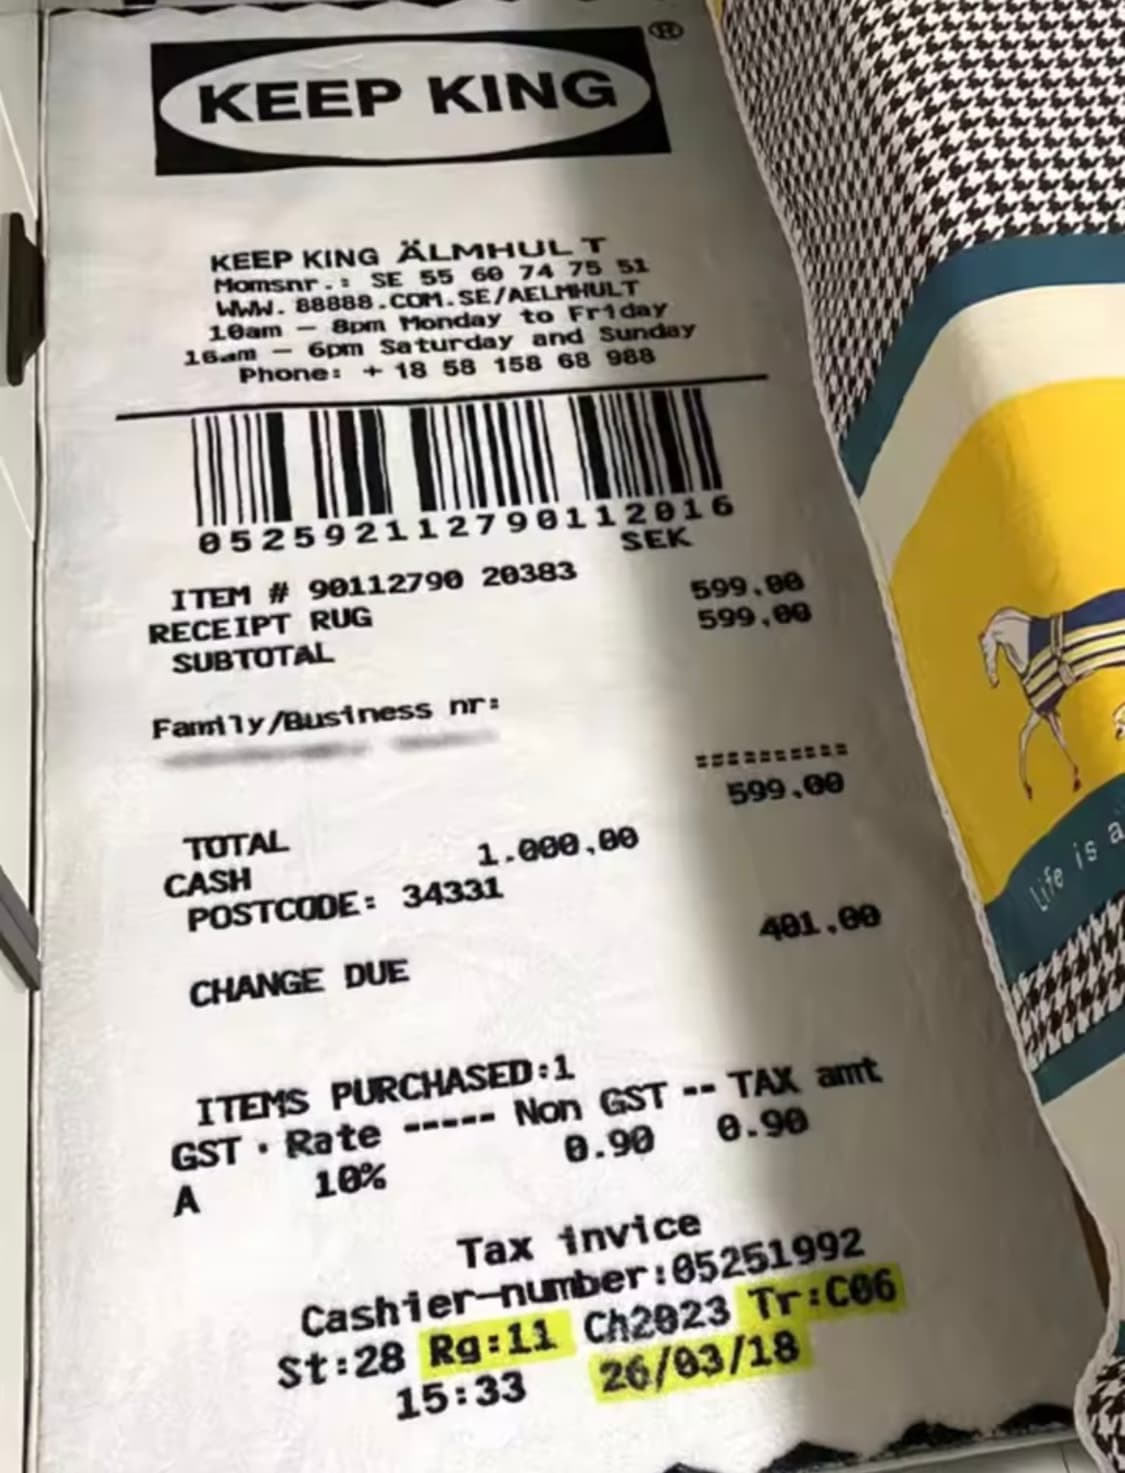 KEEP KING ®
KEEP KING ÄLMHULT
Momsnr.: SE 55 60 74 75 51
WWW.88888.COM.SE/AELMHULT
10am – 8pm Monday to Friday
16am – 6pm Saturday and Sunday
Phone: + 18 58 158 68 988
052592112790112016
SEK
ITEM # 90112790 20383
RECEIPT RUG 599.00
SUBTOTAL 599.00
Family/Business nr:
==========
599.00
TOTAL
CASH 1.000.00
POSTCODE: 34331
401.00
CHANGE DUE
ITEMS PURCHASED:1
GST · Rate ----- Non GST -- TAX amt
A 10% 0.90 0.90
Tax invice
Cashier-number:05251992
St:28 Rg:11 Ch2023 Tr:C06
15:33 26/03/18
Life is a